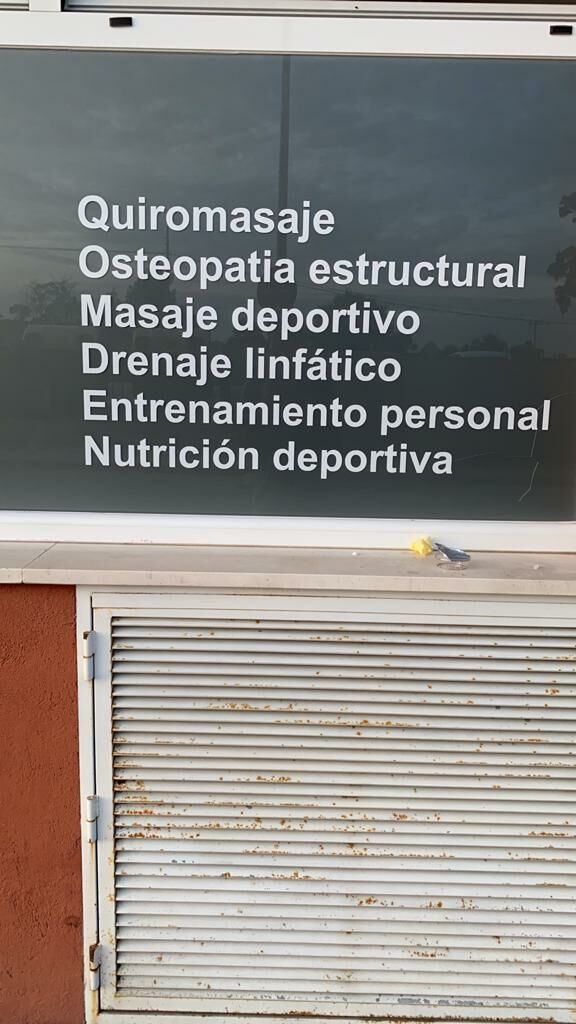 Quiromasaje
Osteopatia estructural
Masaje deportivo
Drenaje linfático
Entrenamiento personal
Nutrición deportiva